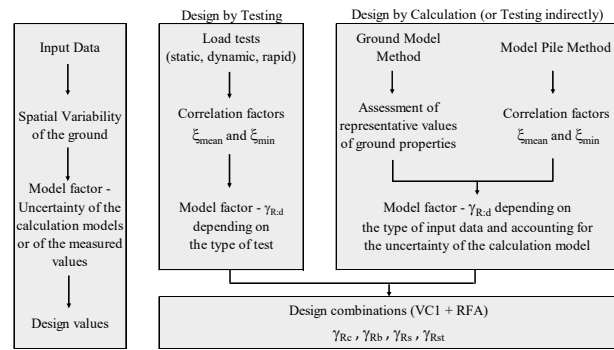 Design by Testing
Design by Calculation (or Testing indirectly)
Input Data
Spatial Variability
of the ground
Model factor -
Uncertainty of the
calculation models
or of the measured
values
Design values
Load tests
(static, dynamic, rapid)
Correlation factors
ξmean and ξmin
Model factor - γR:d
depending on
the type of test
Ground Model
Method
Assessment of
representative values
of ground properties
Model Pile Method
Correlation factors
ξmean and ξmin
Model factor - γR:d depending on
the type of input data and accounting for
the uncertainty of the calculation model
Design combinations (VC1 + RFA)
γRc , γRb , γRs , γRst